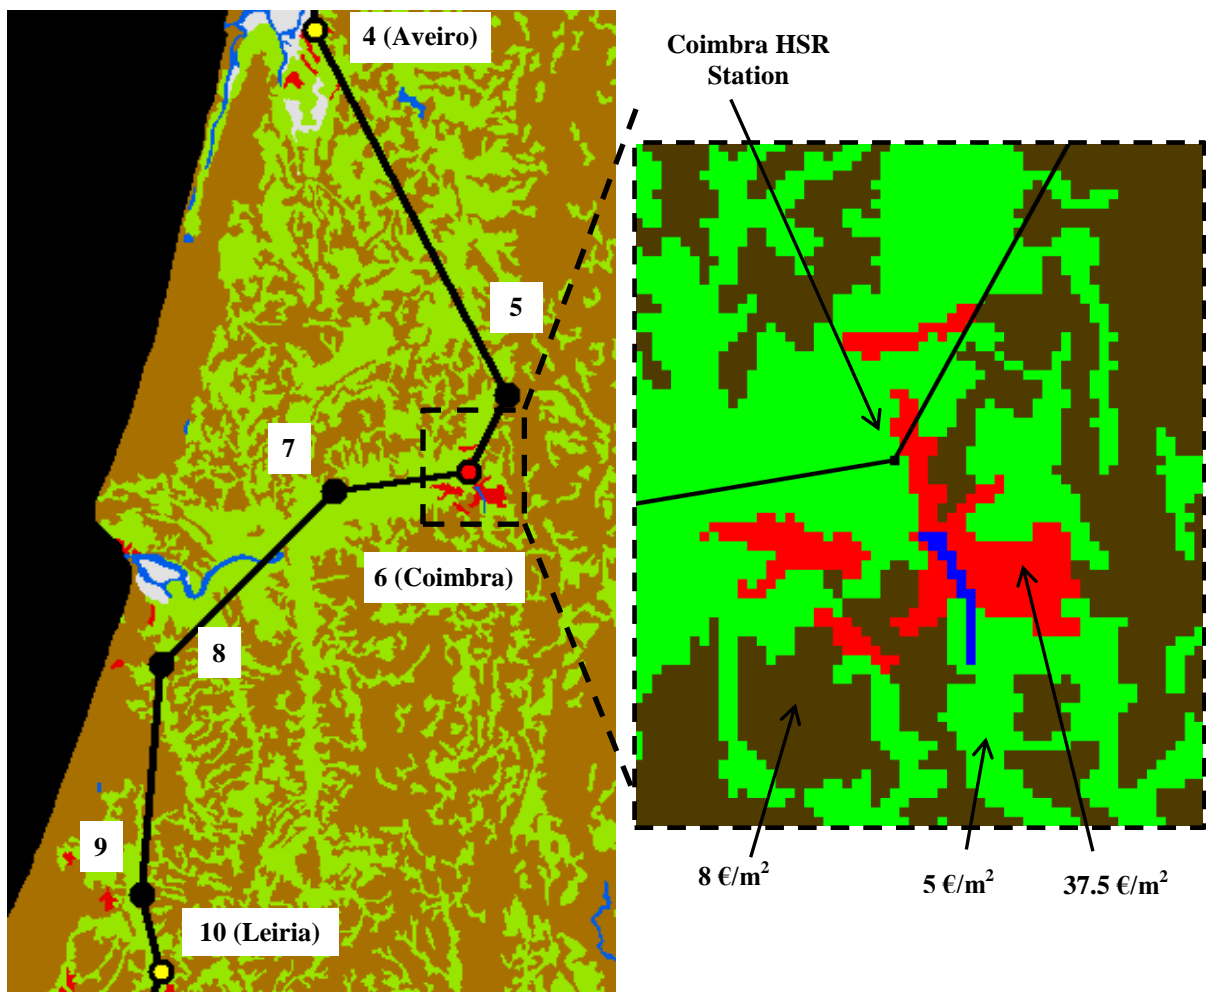 4 (Aveiro)
Coimbra HSR
Station
5
7
6 (Coimbra)
8
9
10 (Leiria)
8 €/m²
5 €/m²
37.5 €/m²